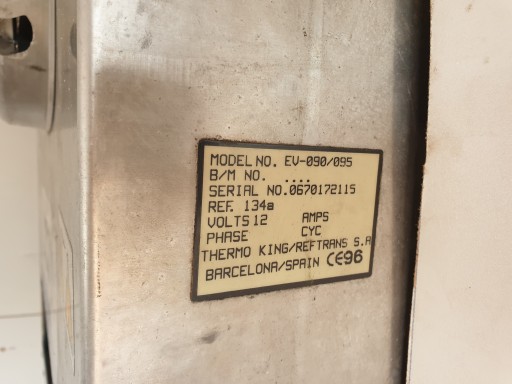 MODEL NO. EV-090/095
B/M NO. ....
SERIAL NO.0670172115
REF. 134a
VOLTS 12 AMPS
PHASE CYC
THERMO KING/REFTRANS S.A
BARCELONA/SPAIN CE96